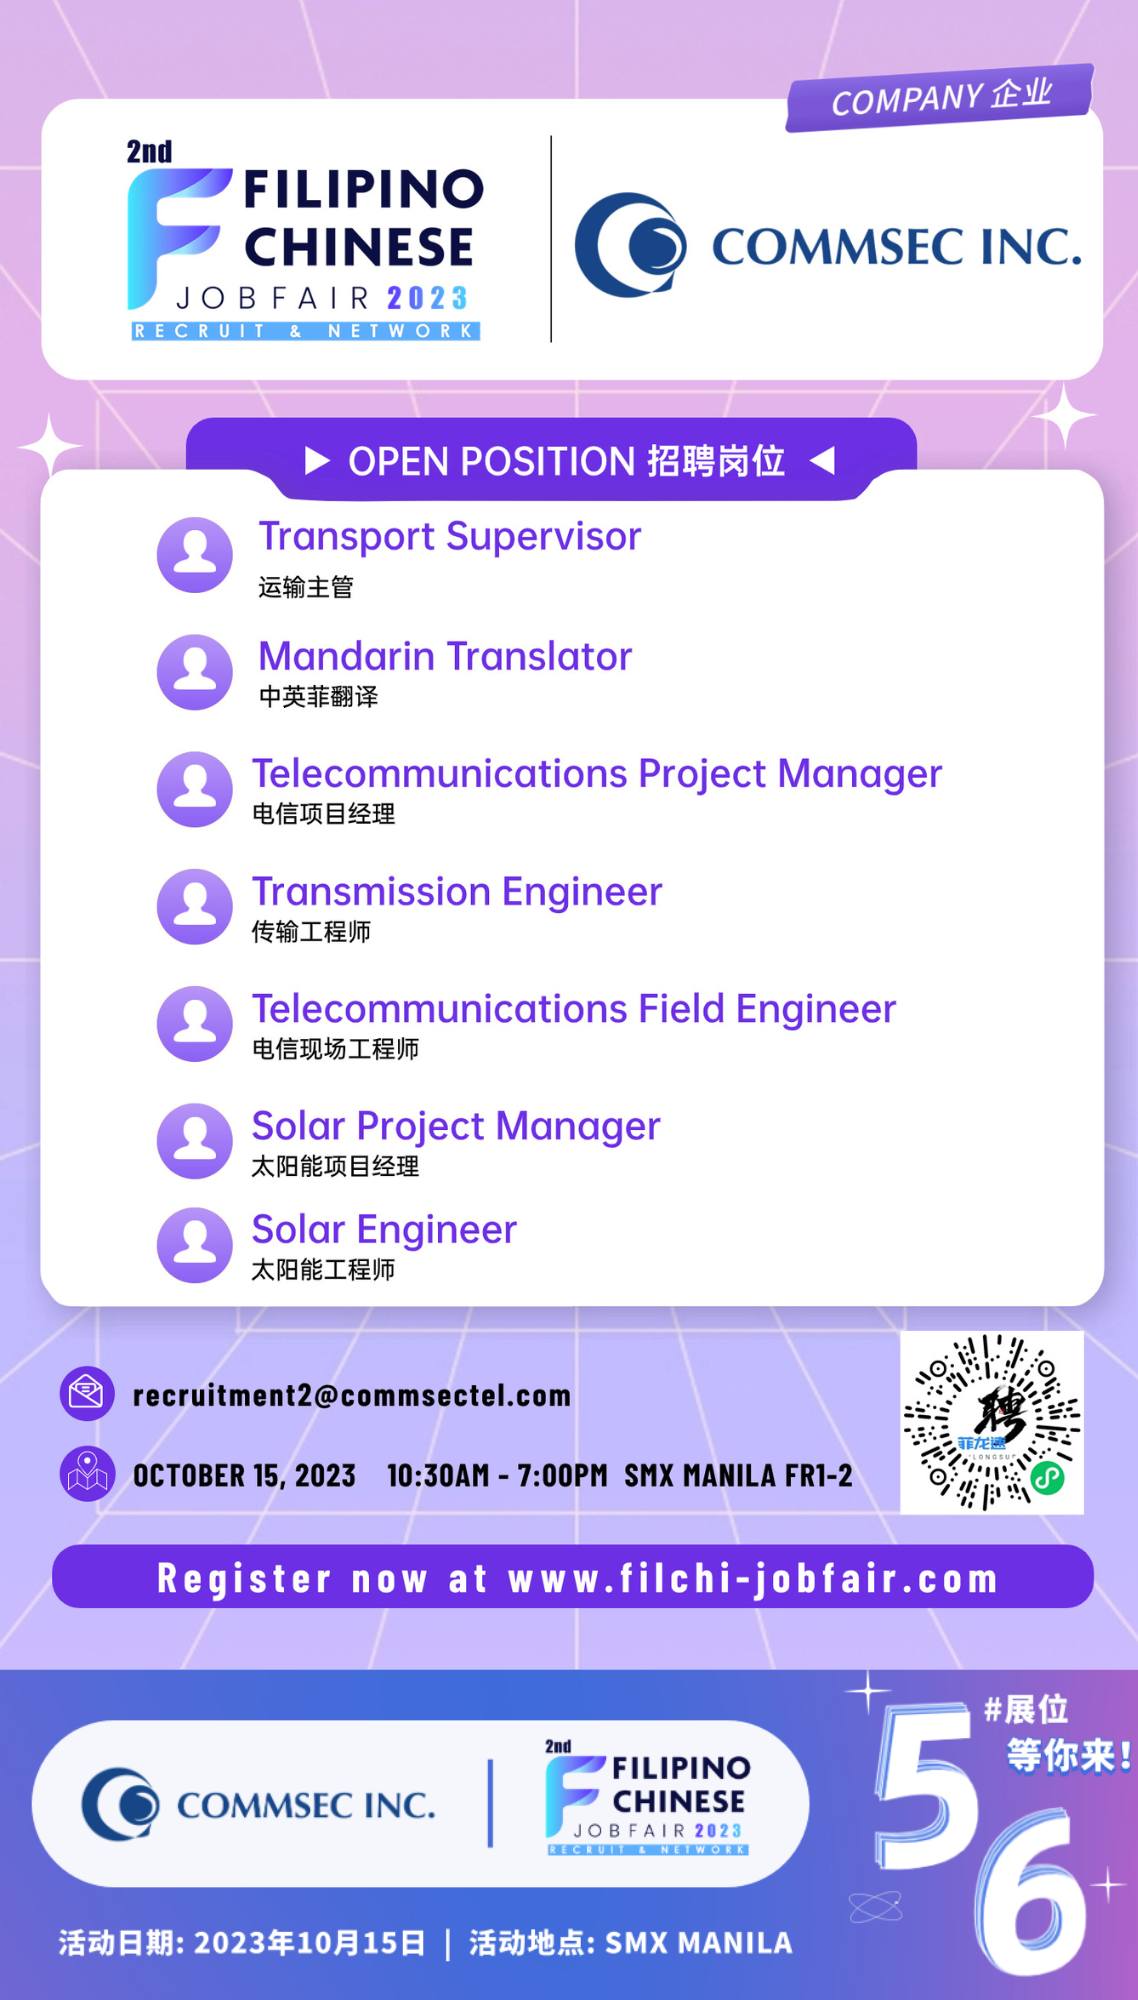 COMPANY 企业
2nd
FILIPINO
CHINESE
JOBFAIR 2023
RECRUIT & NETWORK
COMMSEC INC.
OPEN POSITION 招聘岗位
Transport Supervisor
运输主管
Mandarin Translator
中英菲翻译
Telecommunications Project Manager
电信项目经理
Transmission Engineer
传输工程师
Telecommunications Field Engineer
电信现场工程师
Solar Project Manager
太阳能项目经理
Solar Engineer
太阳能工程师
recruitment2@commsectel.com
聘
菲龙速
OCTOBER 15, 2023 10:30AM - 7:00PM SMX MANILA FR1-2
Register now at www.filchi-jobfair.com
#展位
等你来!
56
COMMSEC INC.
2nd
FILIPINO
CHINESE
JOBFAIR 2023
RECRUIT & NETWORK
活动日期: 2023年10月15日 | 活动地点: SMX MANILA